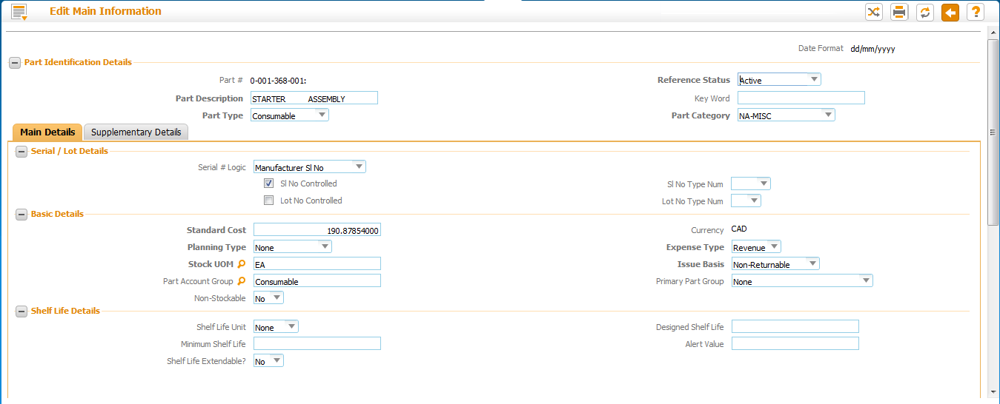 Edit Main Information
Date Format dd/mm/yyyy
Part Identification Details
Part # 0-001-368-001: Reference Status Active
Part Description STARTER ASSEMBLY Key Word
Part Type Consumable Part Category NA-MISC
Main Details Supplementary Details
Serial / Lot Details
Serial # Logic Manufacturer Sl No
Sl No Controlled Sl No Type Num
Lot No Controlled Lot No Type Num
Basic Details
Standard Cost 190.87854000 Currency CAD
Planning Type None Expense Type Revenue
Stock UOM EA Issue Basis Non-Returnable
Part Account Group Consumable Primary Part Group None
Non-Stockable No
Shelf Life Details
Shelf Life Unit None Designed Shelf Life
Minimum Shelf Life Alert Value
Shelf Life Extendable? No